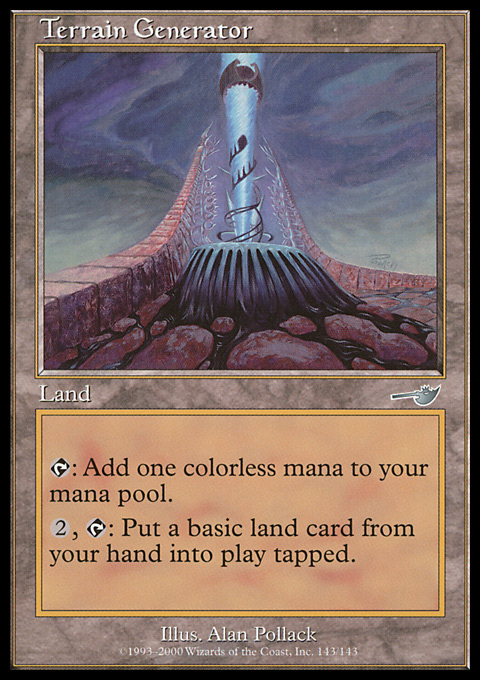 Terrain Generator
Land
: Add one colorless mana to your
mana pool.
2, : Put a basic land card from
your hand into play tapped.
Illus. Alan Pollack
©1993-2000 Wizards of the Coast, Inc. 143/143